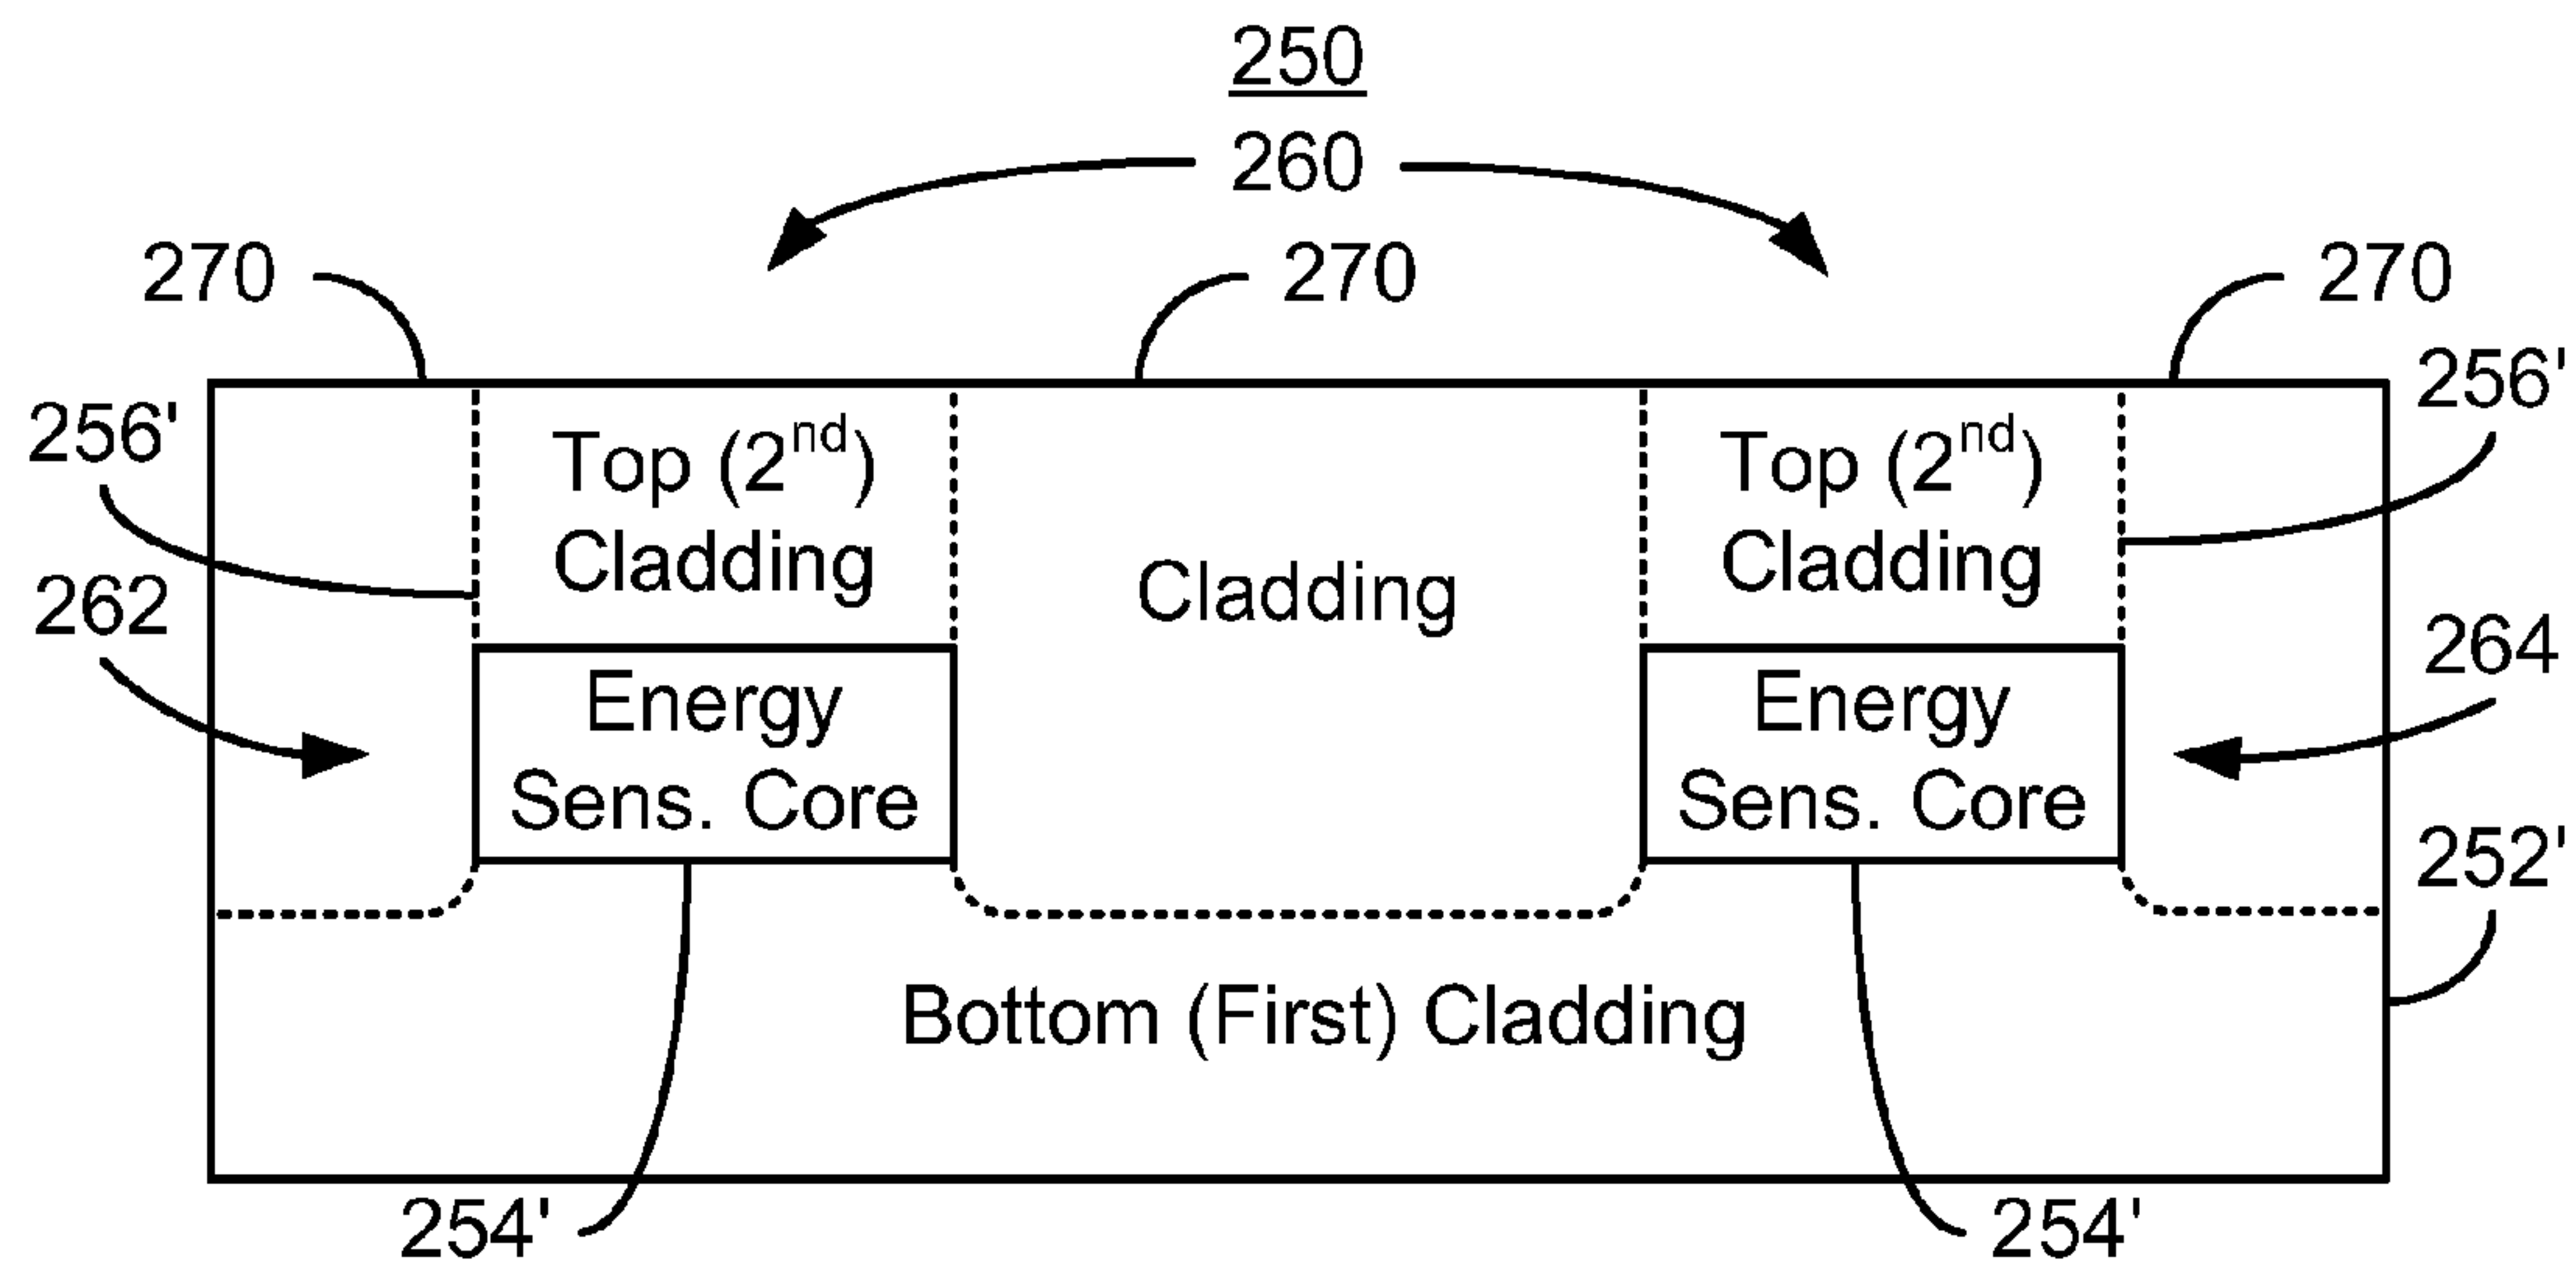 250
260
270 270 270
256' 256'
Top (2nd) Top (2nd)
Cladding Cladding
Cladding
262 264
Energy Energy
Sens. Core Sens. Core
252'
Bottom (First) Cladding
254' 254'